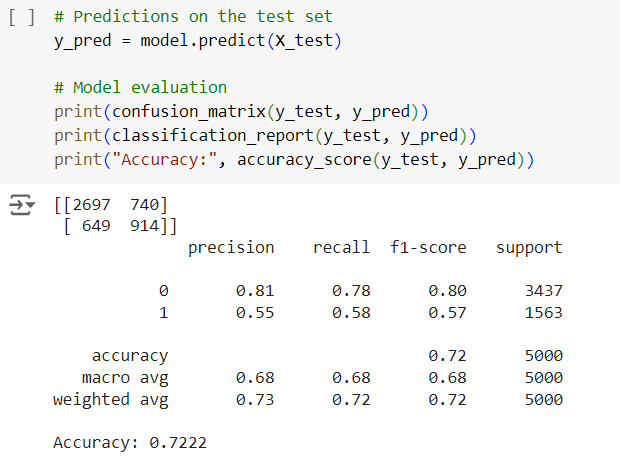 [ ] # Predictions on the test set
y_pred = model.predict(X_test)
# Model evaluation
print(confusion_matrix(y_test, y_pred))
print(classification_report(y_test, y_pred))
print("Accuracy:", accuracy_score(y_test, y_pred))
[[2697 740]
[ 649 914]]
precision recall f1-score support
0 0.81 0.78 0.80 3437
1 0.55 0.58 0.57 1563
accuracy 0.72 5000
macro avg 0.68 0.68 0.68 5000
weighted avg 0.73 0.72 0.72 5000
Accuracy: 0.7222